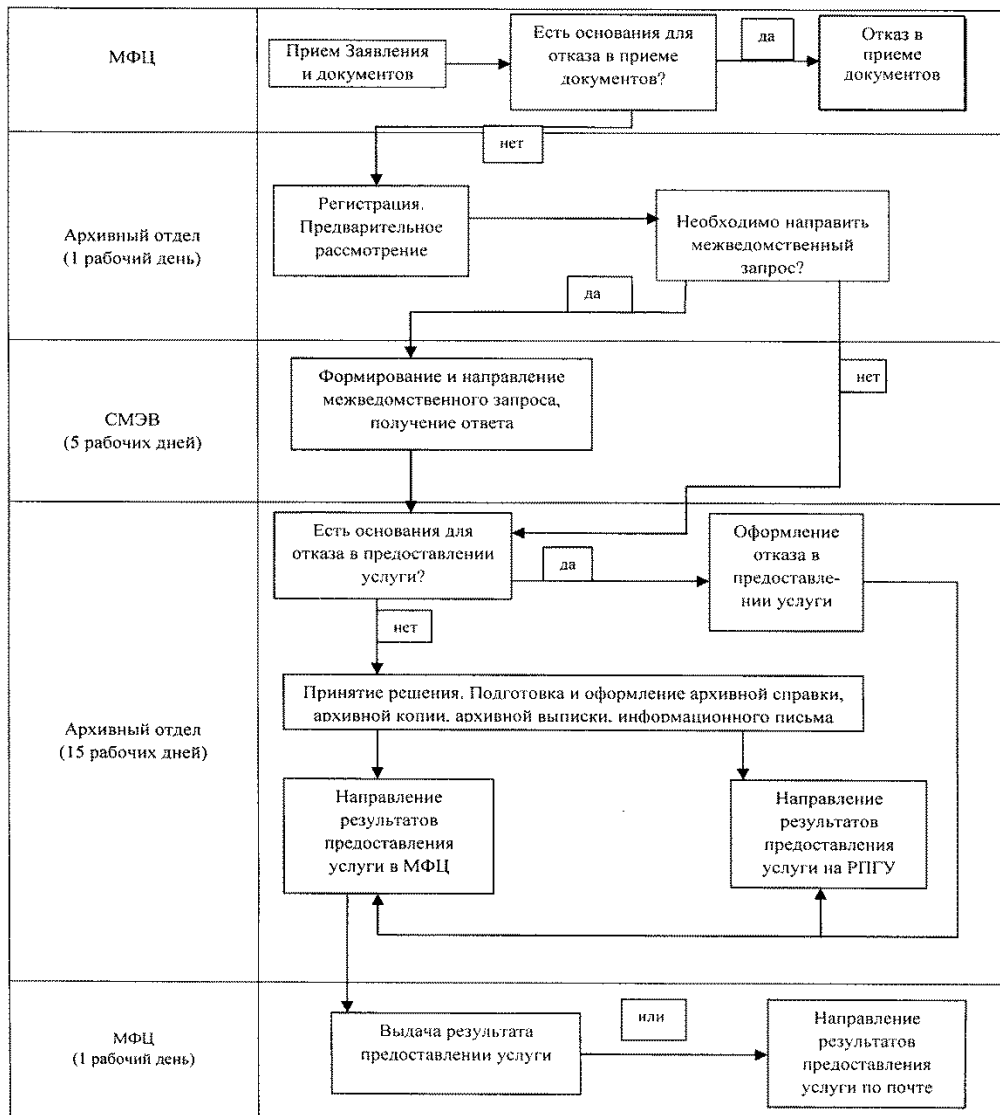 МФЦ
Прием Заявления
и документов
Есть основания для
отказа в приеме
документов?
да
Отказ в
приеме
документов
нет
Архивный отдел
(1 рабочий день)
Регистрация.
Предварительное
рассмотрение
Необходимо направить
межведомственный
запрос?
да
нет
СМЭВ
(5 рабочих дней)
Формирование и направление
межведомственного запроса,
получение ответа
Архивный отдел
(15 рабочих дней)
Есть основания для
отказа в предоставлении
услуги?
да
Оформление
отказа в
предоставле-
нии услуги
нет
Принятие решения. Подготовка и оформление архивной справки,
архивной копии, архивной выписки, информационного письма
Направление
результатов
предоставления
услуги в МФЦ
Направление
результатов
предоставления
услуги на РПГУ
МФЦ
(1 рабочий день)
Выдача результата
предоставлении услуги
или
Направление
результатов
предоставления
услуги по почте